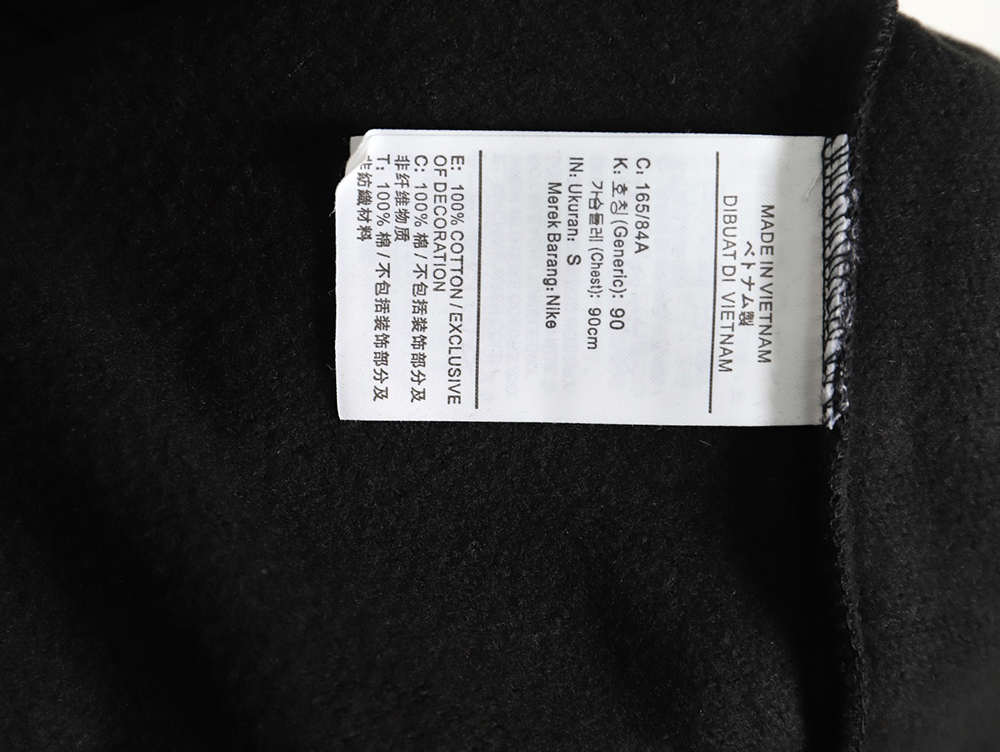 MADE IN VIETNAM
ベトナム製
DIBUAT DI VIETNAM
C: 165/84A
K: 호칭(Generic): 90
가슴둘레 (Chest): 90cm
IN: Ukuran: S
Merek Barang: Nike
E: 100% COTTON / EXCLUSIVE
OF DECORATION
C: 100% 棉 / 不包括装饰部分及
非纤维物质
T: 100% 棉 / 不包括装飾部分及
非紡織材料